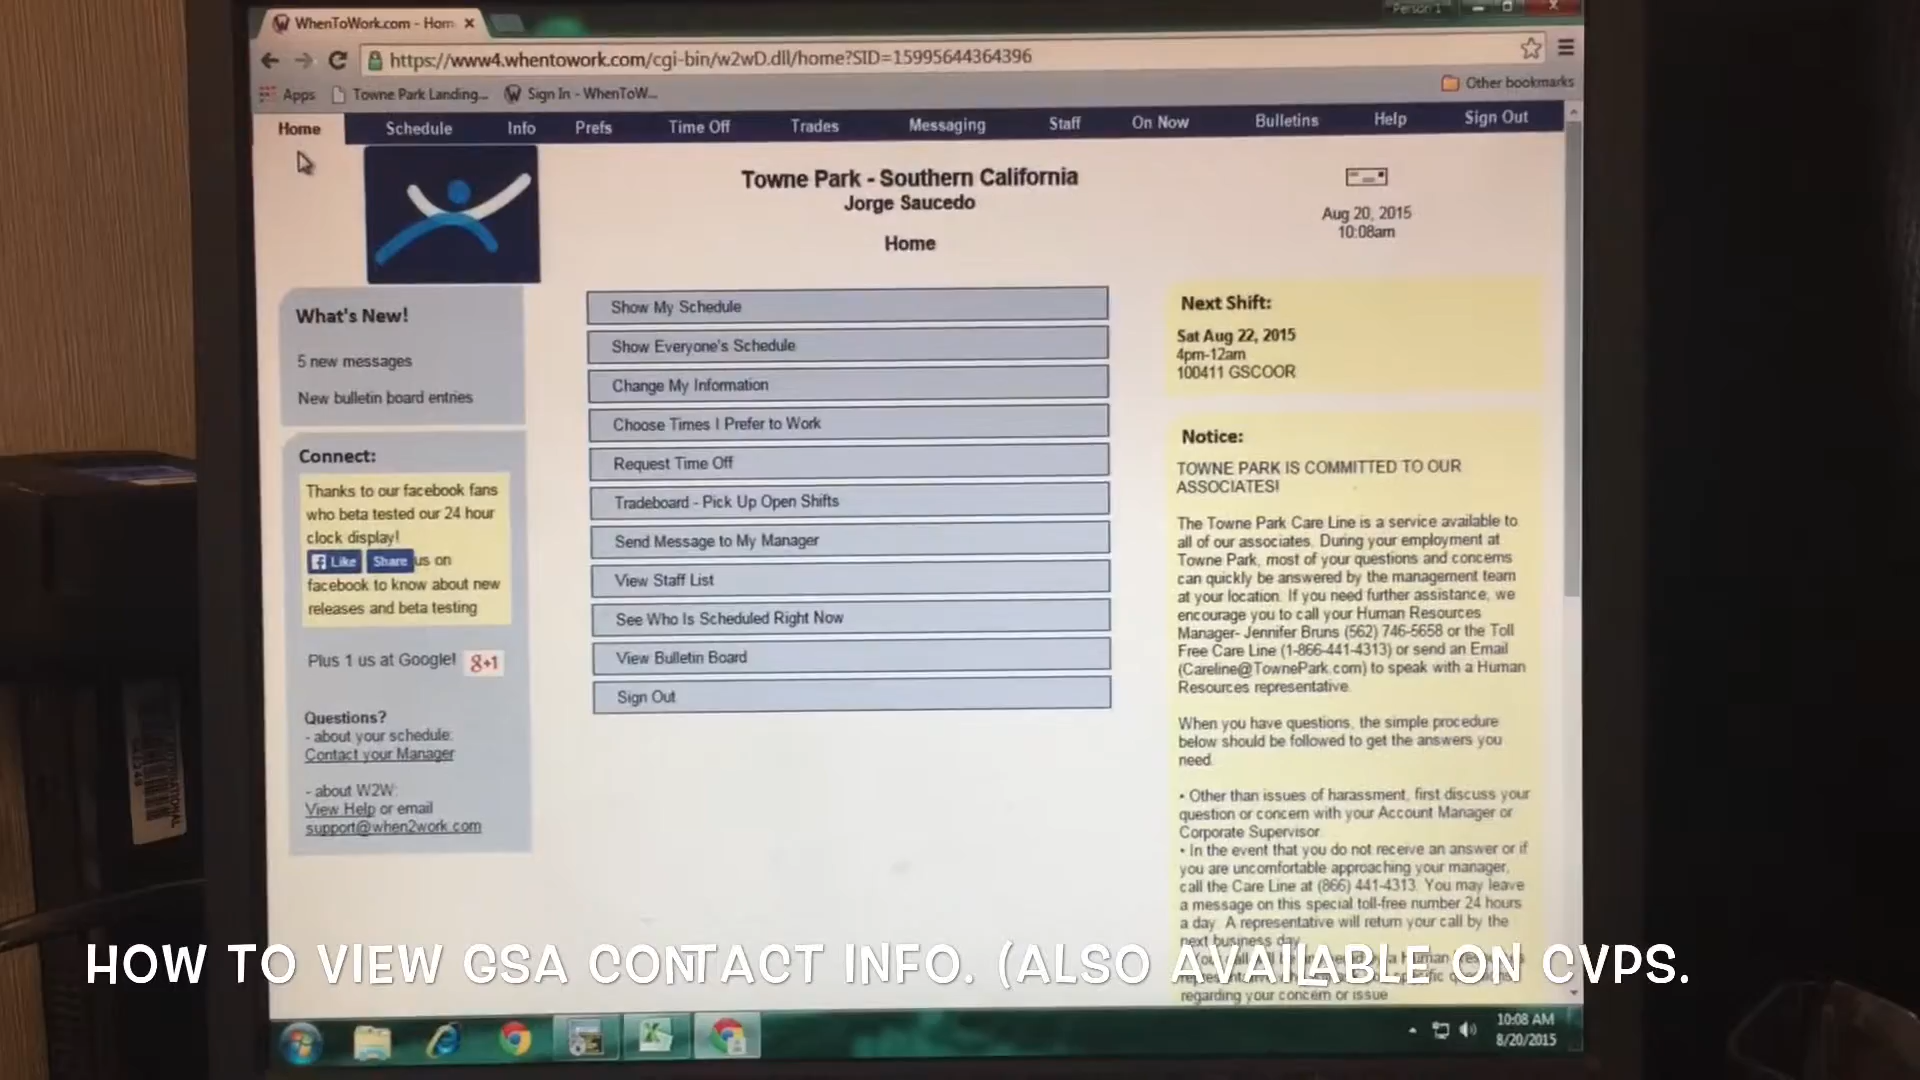 WhenToWork.com - Hom
Person 1
https://www4.whentowork.com/cgi-bin/w2wD.dll/home?SID=15995644364396
Apps
Towne Park Landing...
Sign In - WhenToW...
Other bookmarks
Home
Schedule
Info
Prefs
Time Off
Trades
Messaging
Staff
On Now
Bulletins
Help
Sign Out
Towne Park - Southern California
Jorge Saucedo
Home
Aug 20, 2015
10:08am
What's New!
5 new messages
New bulletin board entries
Connect:
Thanks to our facebook fans
who beta tested our 24 hour
clock display!
Like Share us on
facebook to know about new
releases and beta testing
Plus 1 us at Google! g+1
Questions?
- about your schedule:
Contact your Manager
- about W2W:
View Help or email
support@when2work.com
Show My Schedule
Show Everyone's Schedule
Change My Information
Choose Times I Prefer to Work
Request Time Off
Tradeboard - Pick Up Open Shifts
Send Message to My Manager
View Staff List
See Who Is Scheduled Right Now
View Bulletin Board
Sign Out
Next Shift:
Sat Aug 22, 2015
4pm-12am
100411 GSCOOR
Notice:
TOWNE PARK IS COMMITTED TO OUR
ASSOCIATES!
The Towne Park Care Line is a service available to
all of our associates. During your employment at
Towne Park, most of your questions and concerns
can quickly be answered by the management team
at your location. If you need further assistance, we
encourage you to call your Human Resources
Manager- Jennifer Bruns (562) 746-5658 or the Toll
Free Care Line (1-866-441-4313) or send an Email
(Careline@TownePark.com) to speak with a Human
Resources representative.
When you have questions, the simple procedure
below should be followed to get the answers you
need.
• Other than issues of harassment, first discuss your
question or concern with your Account Manager or
Corporate Supervisor
• In the event that you do not receive an answer or if
you are uncomfortable approaching your manager,
call the Care Line at (866) 441-4313. You may leave
a message on this special toll-free number 24 hours
a day. A representative will return your call by the
next business day
regarding your concern or issue
HOW TO VIEW GSA CONTACT INFO. (ALSO AVAILABLE ON CVPS.
10:08 AM
8/20/2015